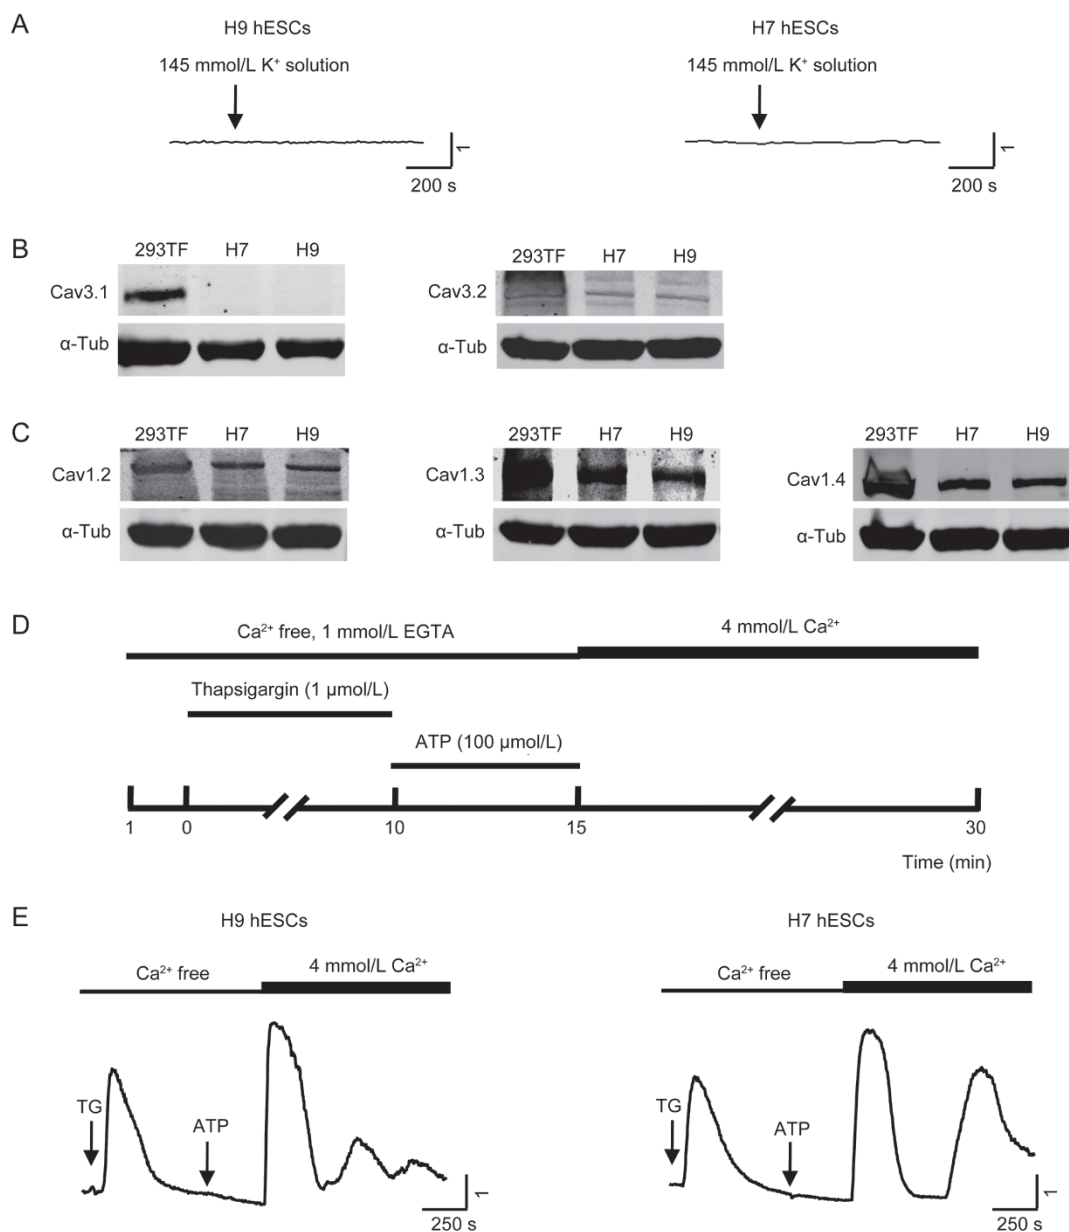 A
H9 hESCs
H7 hESCs
145 mmol/L K⁺ solution
145 mmol/L K⁺ solution
1
200 s
1
200 s
B
293TF H7 H9
Cav3.1
α-Tub
293TF H7 H9
Cav3.2
α-Tub
C
293TF H7 H9
Cav1.2
α-Tub
293TF H7 H9
Cav1.3
α-Tub
293TF H7 H9
Cav1.4
α-Tub
D
Ca²⁺ free, 1 mmol/L EGTA
4 mmol/L Ca²⁺
Thapsigargin (1 µmol/L)
ATP (100 µmol/L)
1 0 10 15 30
Time (min)
E
H9 hESCs
H7 hESCs
Ca²⁺ free
4 mmol/L Ca²⁺
Ca²⁺ free
4 mmol/L Ca²⁺
TG
ATP
1
250 s
TG
ATP
1
250 s